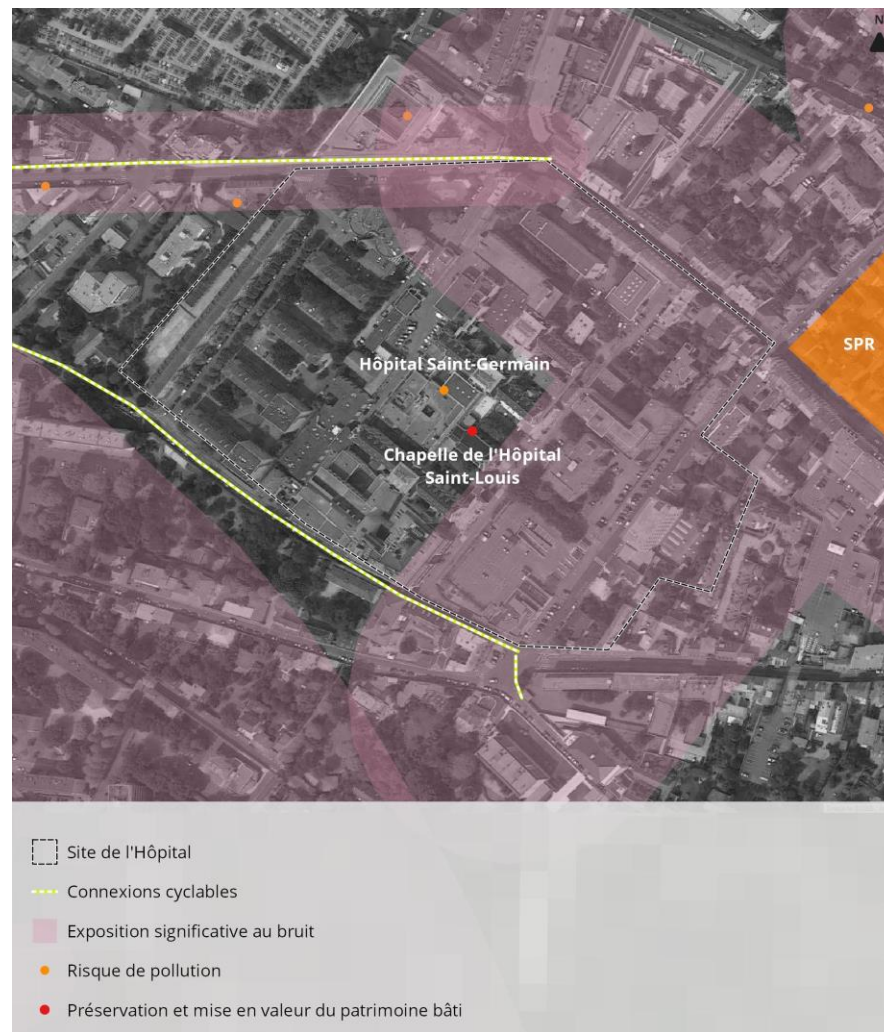 N
SPR
Hôpital Saint-Germain
Chapelle de l'Hôpital
Saint-Louis
Site de l'Hôpital
Connexions cyclables
Exposition significative au bruit
Risque de pollution
Préservation et mise en valeur du patrimoine bâti